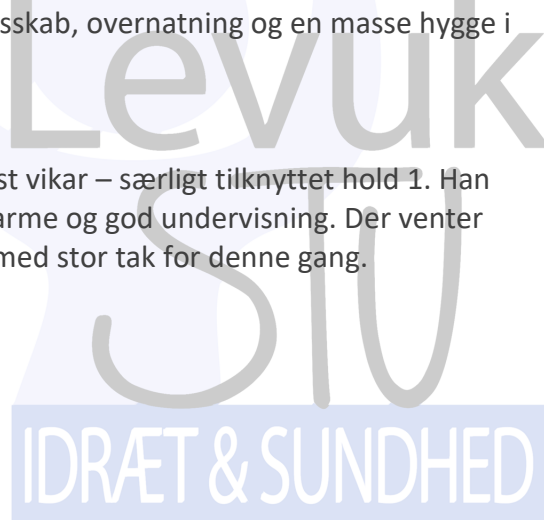 sskab, overnatning og en masse hygge i
Levuk
st vikar – særligt tilknyttet hold 1. Han
arme og god undervisning. Der venter
med stor tak for denne gang.
STU
IDRÆT & SUNDHED